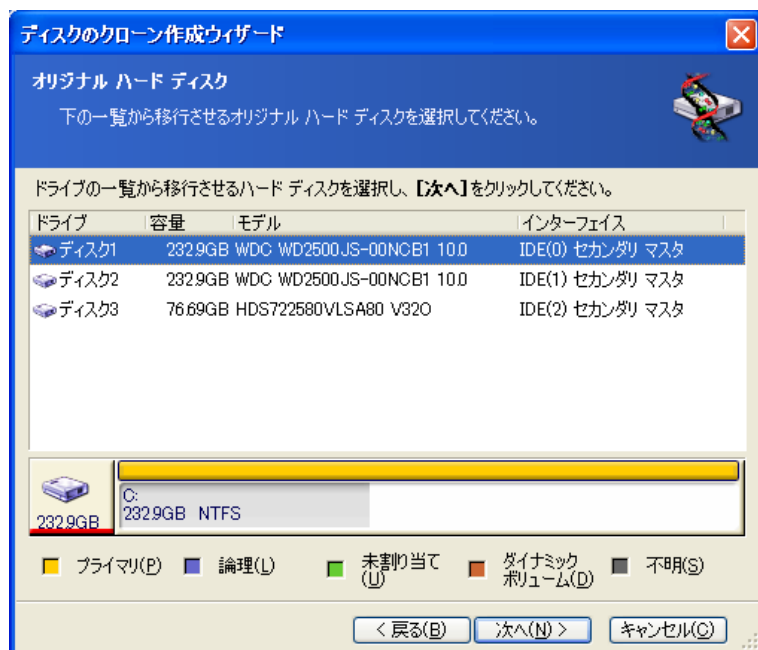 ディスクのクローン作成ウィザード
オリジナル ハード ディスク
下の一覧から移行させるオリジナル ハード ディスクを選択してください。
ドライブの一覧から移行させるハード ディスクを選択し、[次へ]をクリックしてください。
ドライブ 容量 モデル インターフェイス
ディスク1 232.9GB WDC WD2500JS-00NCB1 10.0 IDE(0) セカンダリ マスタ
ディスク2 232.9GB WDC WD2500JS-00NCB1 10.0 IDE(1) セカンダリ マスタ
ディスク3 76.69GB HDS722580VLSA80 V32O IDE(2) セカンダリ マスタ
C:
232.9GB 232.9GB NTFS
プライマリ(P) 論理(L) 未割り当て(U) ダイナミック ボリューム(D) 不明(S)
< 戻る(B) 次へ(N) > キャンセル(C)